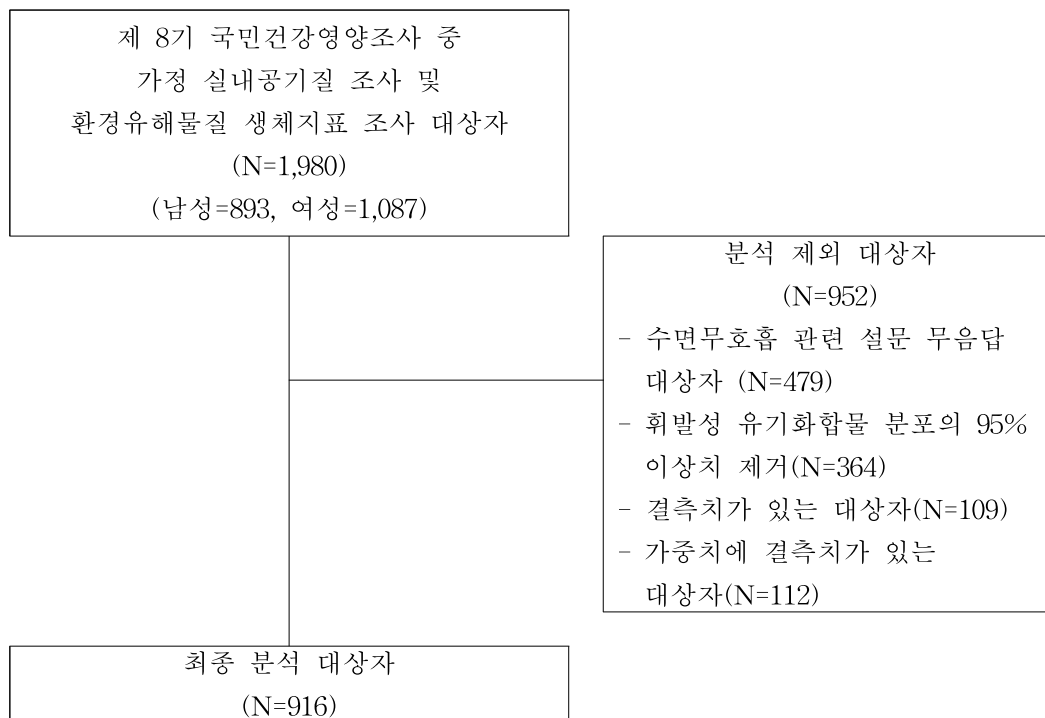 제 8기 국민건강영양조사 중
가정 실내공기질 조사 및
환경유해물질 생체지표 조사 대상자
(N=1,980)
(남성=893, 여성=1,087)
분석 제외 대상자
(N=952)
- 수면무호흡 관련 설문 무응답
대상자 (N=479)
- 휘발성 유기화합물 분포의 95%
이상치 제거(N=364)
- 결측치가 있는 대상자(N=109)
- 가중치에 결측치가 있는
대상자(N=112)
최종 분석 대상자
(N=916)